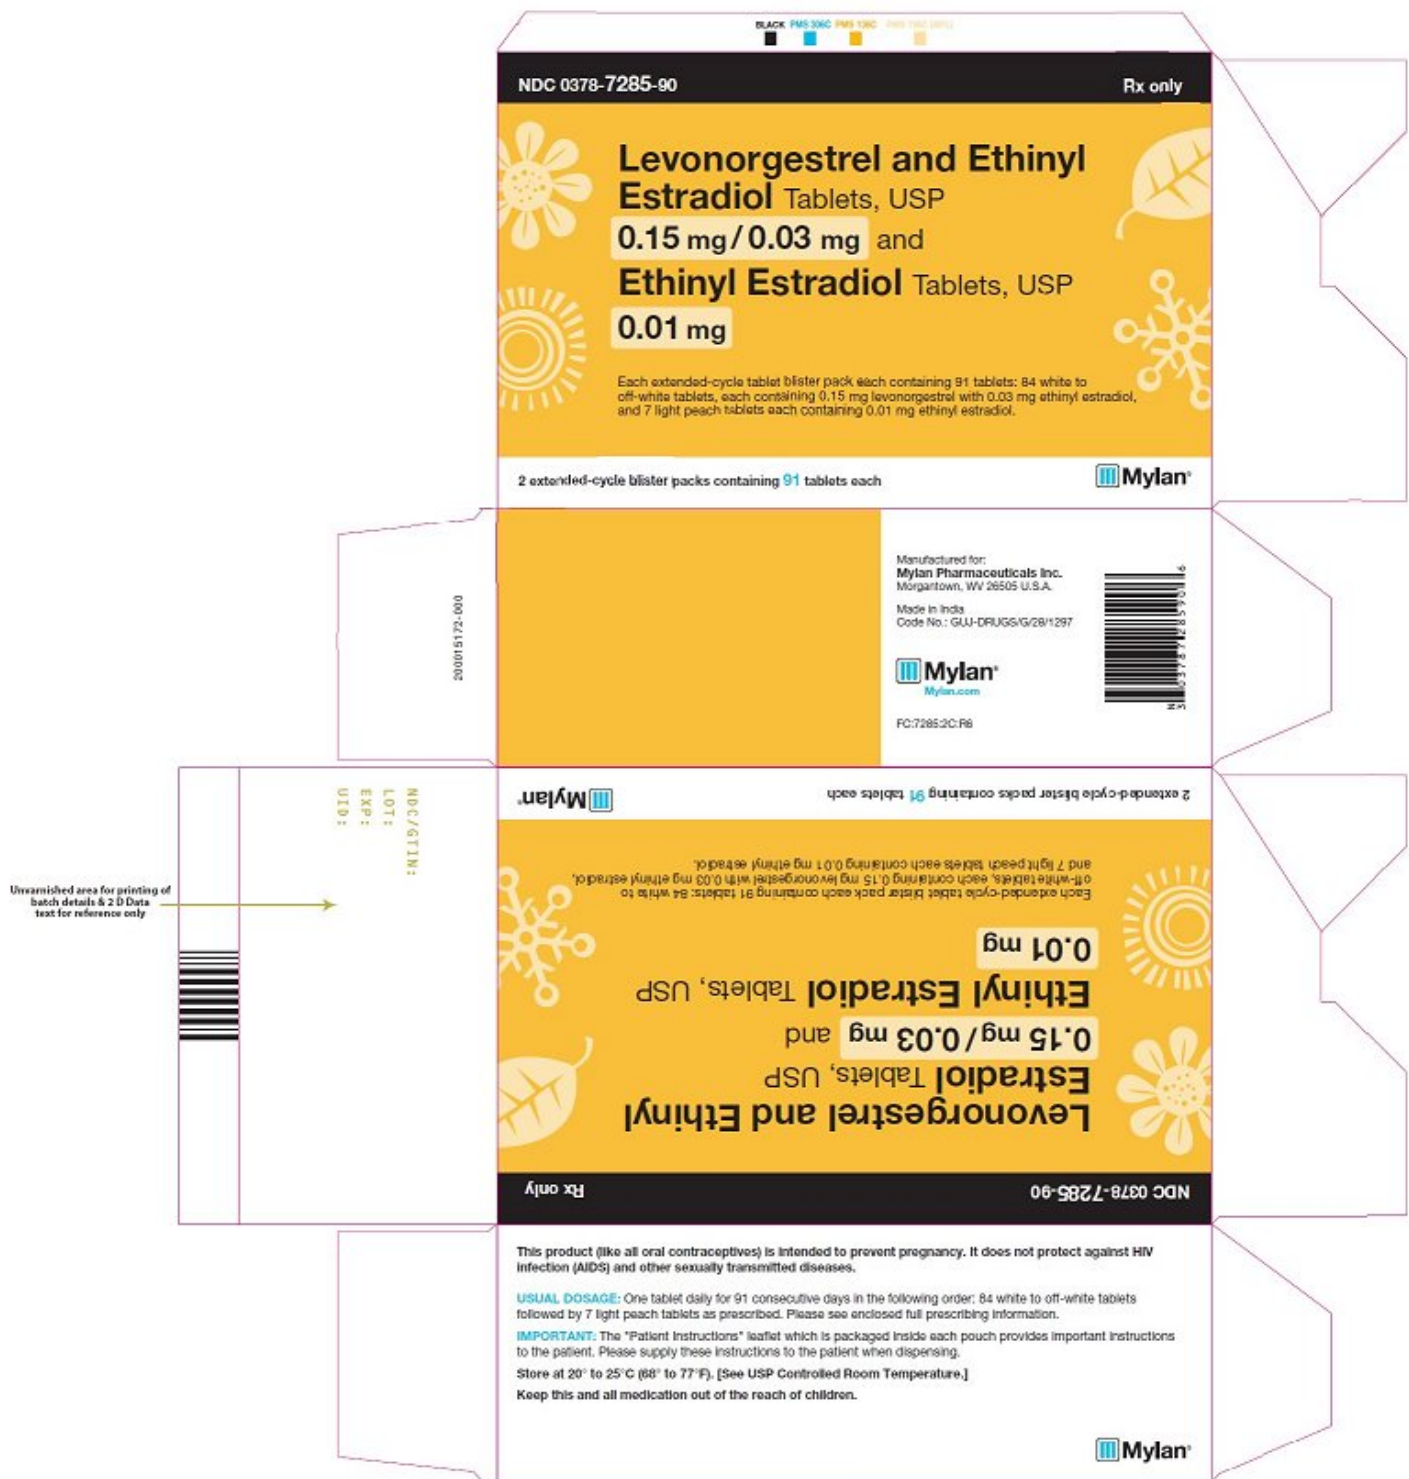 BLACK PMS 306C PMS 136C
NDC 0378-7285-90 Rx only
Levonorgestrel and Ethinyl
Estradiol Tablets, USP
0.15 mg/0.03 mg and
Ethinyl Estradiol Tablets, USP
0.01 mg
Each extended-cycle tablet blister pack each containing 91 tablets: 84 white to
off-white tablets, each containing 0.15 mg levonorgestrel with 0.03 mg ethinyl estradiol,
and 7 light peach tablets each containing 0.01 mg ethinyl estradiol.
2 extended-cycle blister packs containing 91 tablets each
Mylan®
200015172-000
Manufactured for:
Mylan Pharmaceuticals Inc.
Morgantown, WV 26505 U.S.A.
Made in India
Code No.: GUJ-DRUGS/G/28/1297
Mylan®
Mylan.com
FC:7285:2C:R6
N
3 0378728590 6
NDC/GTIN:
LOT:
EXP:
UID:
Unvarnished area for printing of
batch details & 2 D Data
text for reference only
NDC 0378-7285-90 Rx only
Levonorgestrel and Ethinyl
Estradiol Tablets, USP
0.15 mg/0.03 mg and
Ethinyl Estradiol Tablets, USP
0.01 mg
Each extended-cycle tablet blister pack each containing 91 tablets: 84 white to
off-white tablets, each containing 0.15 mg levonorgestrel with 0.03 mg ethinyl estradiol,
and 7 light peach tablets each containing 0.01 mg ethinyl estradiol.
2 extended-cycle blister packs containing 91 tablets each
Mylan®
This product (like all oral contraceptives) is intended to prevent pregnancy. It does not protect against HIV
infection (AIDS) and other sexually transmitted diseases.
USUAL DOSAGE: One tablet daily for 91 consecutive days in the following order: 84 white to off-white tablets
followed by 7 light peach tablets as prescribed. Please see enclosed full prescribing information.
IMPORTANT: The "Patient Instructions" leaflet which is packaged inside each pouch provides important instructions
to the patient. Please supply these instructions to the patient when dispensing.
Store at 20° to 25°C (68° to 77°F). [See USP Controlled Room Temperature.]
Keep this and all medication out of the reach of children.
Mylan®